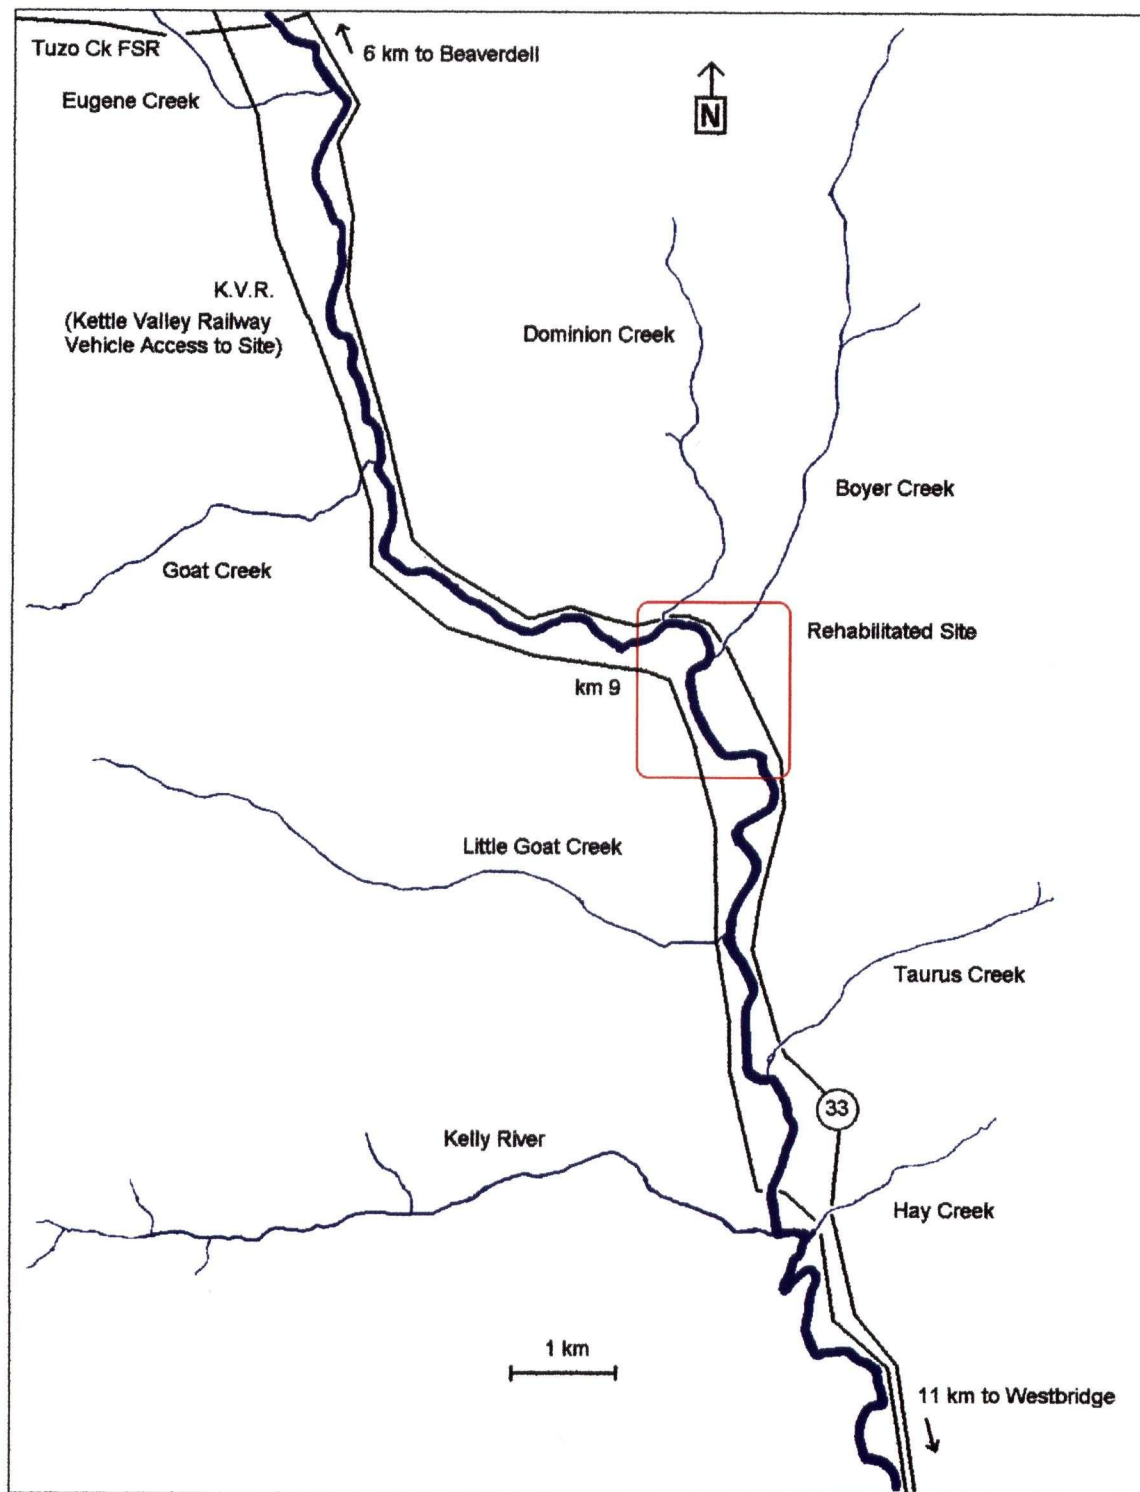 Tuzo Ck FSR
6 km to Beaverdell
Eugene Creek
N
K.V.R.
(Kettle Valley Railway
Vehicle Access to Site)
Dominion Creek
Boyer Creek
Goat Creek
Rehabilitated Site
km 9
Little Goat Creek
Taurus Creek
33
Kelly River
Hay Creek
1 km
11 km to Westbridge